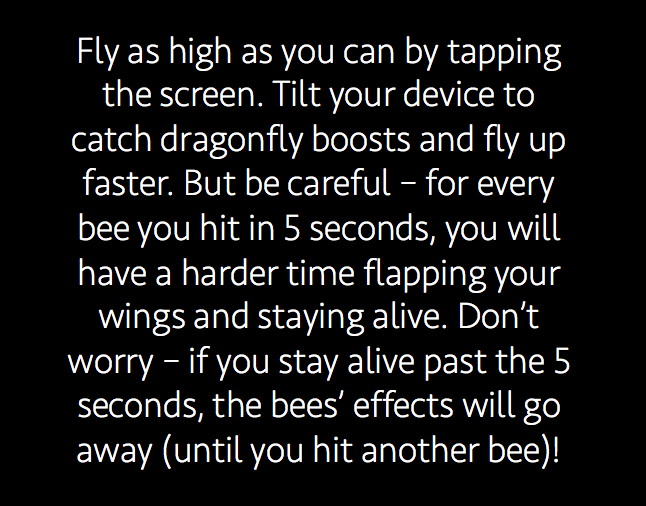 Fly as high as you can by tapping
the screen. Tilt your device to
catch dragonfly boosts and fly up
faster. But be careful – for every
bee you hit in 5 seconds, you will
have a harder time flapping your
wings and staying alive. Don’t
worry – if you stay alive past the 5
seconds, the bees’ effects will go
away (until you hit another bee)!